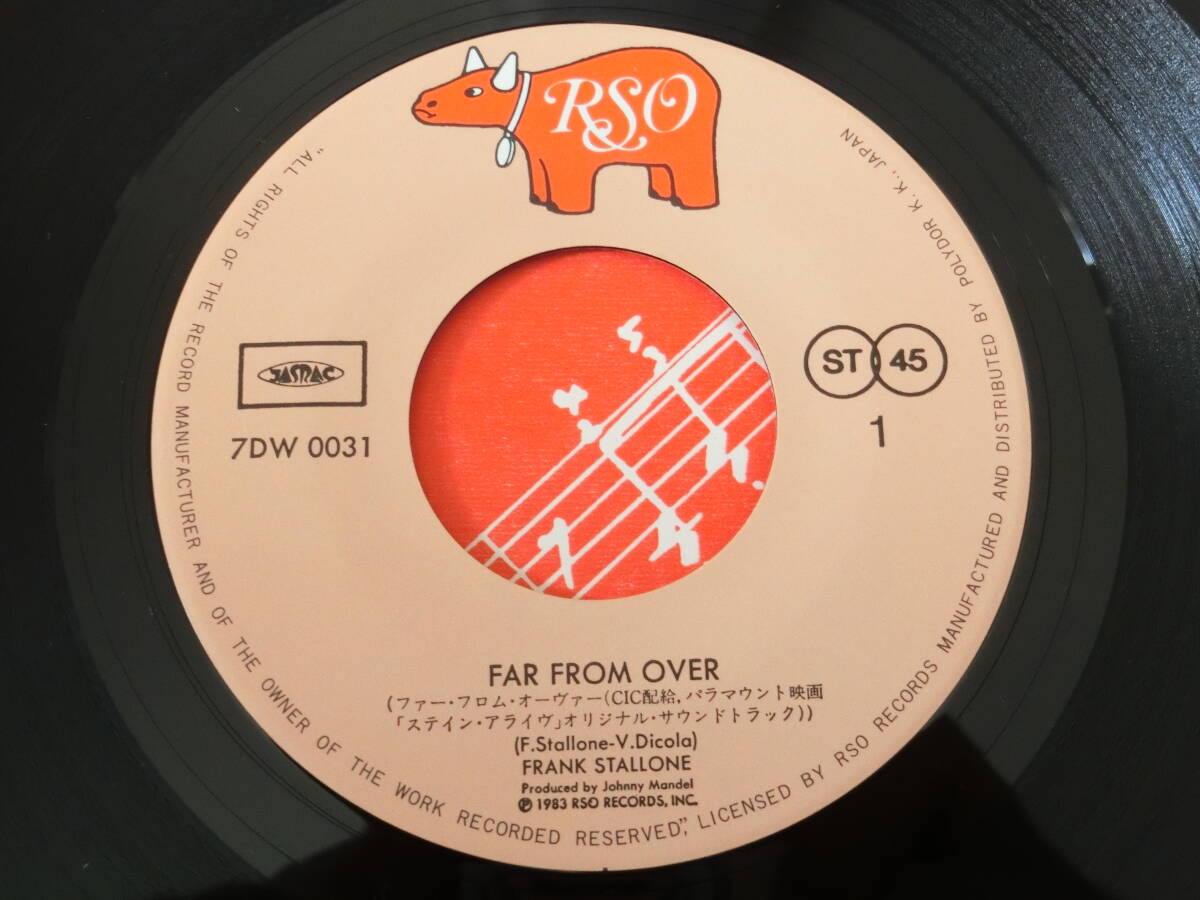 RSO
JASRAC
7DW 0031
ST 45
1
FAR FROM OVER
(ファー・フロム・オーヴァー(CIC配給,パラマウント映画
「ステイン・アライヴ」オリジナル・サウンドトラック))
(F.Stallone-V.Dicola)
FRANK STALLONE
Produced by Johnny Mandel
Ⓟ 1983 RSO RECORDS, INC.
"ALL RIGHTS OF THE RECORD MANUFACTURER AND OF THE OWNER OF THE WORK RECORDED RESERVED", LICENSED BY RSO RECORDS MANUFACTURED AND DISTRIBUTED BY POLYDOR K. K., JAPAN